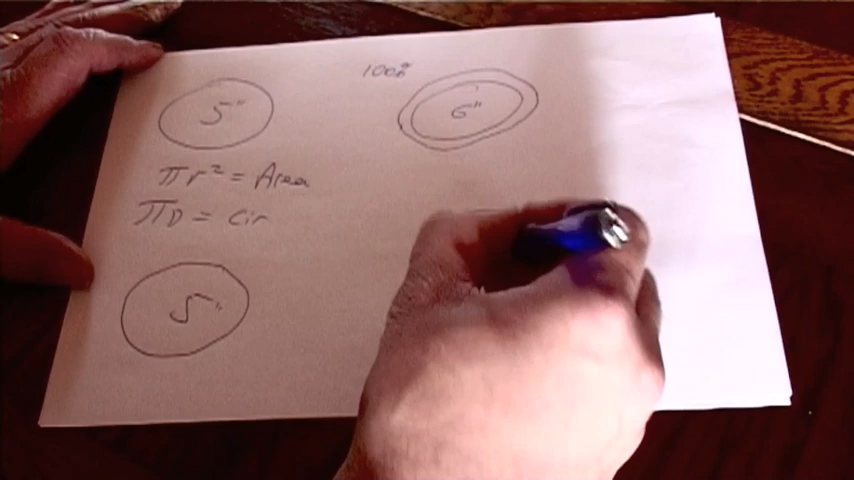 100%
5"
6"
πr² = Area
πD = Cir
5"